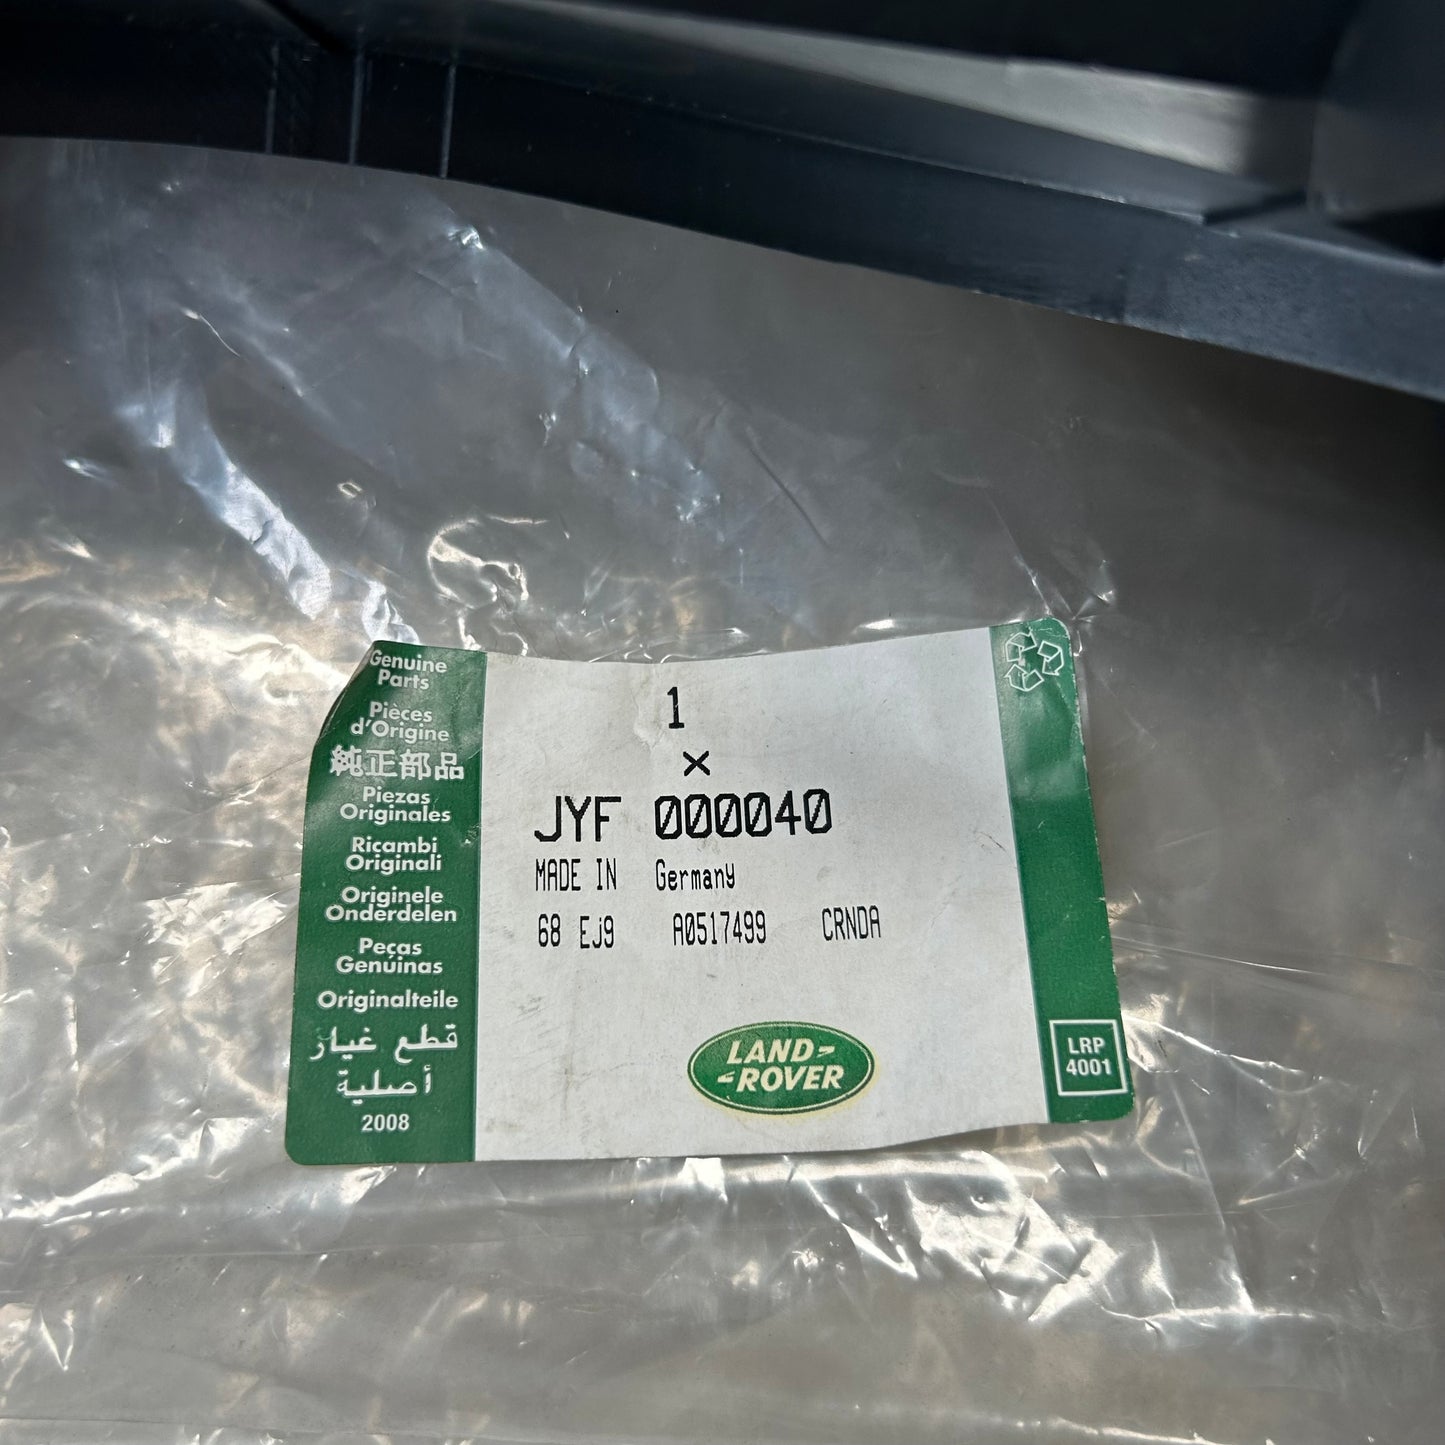 Genuine
Parts
Pièces
d'Origine
純正部品
Piezas
Originales
Ricambi
Originali
Originele
Onderdelen
Peças
Genuinas
Originalteile
قطع غيار
أصلية
2008
1
×
JYF 000040
MADE IN Germany
68 EJ9 A0517499 CRNDA
LAND-
-ROVER
LRP
4001